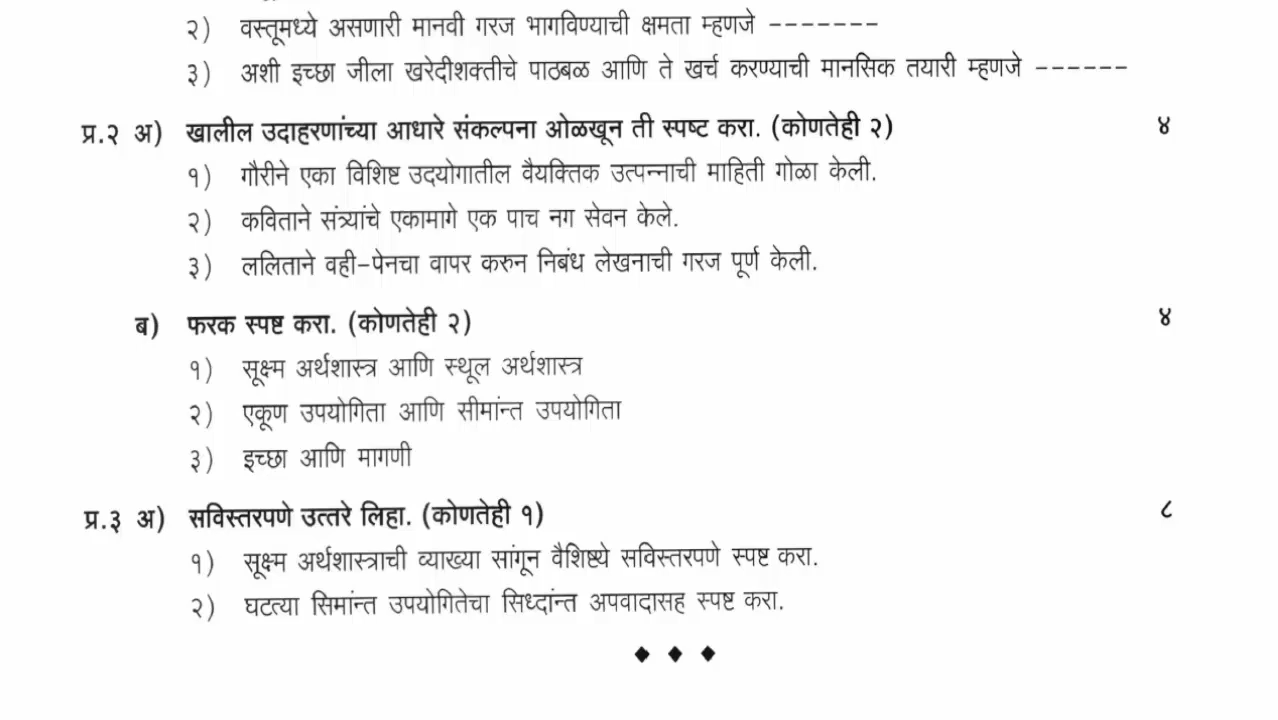 २) वस्तूमध्ये असणारी मानवी गरज भागविण्याची क्षमता म्हणजे -------
३) अशी इच्छा जीला खरेदीशक्तीचे पाठबळ आणि ते खर्च करण्याची मानसिक तयारी म्हणजे ------
प्र.२ अ) खालील उदाहरणांच्या आधारे संकल्पना ओळखून ती स्पष्ट करा. (कोणतेही २) ४
१) गौरीने एका विशिष्ट उदयोगातील वैयक्तिक उत्पन्नाची माहिती गोळा केली.
२) कविताने संत्र्यांचे एकामागे एक पाच नग सेवन केले.
३) ललिताने वही-पेनचा वापर करुन निबंध लेखनाची गरज पूर्ण केली.
ब) फरक स्पष्ट करा. (कोणतेही २) ४
१) सूक्ष्म अर्थशास्त्र आणि स्थूल अर्थशास्त्र
२) एकूण उपयोगिता आणि सीमांन्त उपयोगिता
३) इच्छा आणि मागणी
प्र.३ अ) सविस्तरपणे उत्तरे लिहा. (कोणतेही १) ८
१) सूक्ष्म अर्थशास्त्राची व्याख्या सांगून वैशिष्ट्ये सविस्तरपणे स्पष्ट करा.
२) घटत्या सिमांन्त उपयोगितेचा सिध्दांन्त अपवादासह स्पष्ट करा.